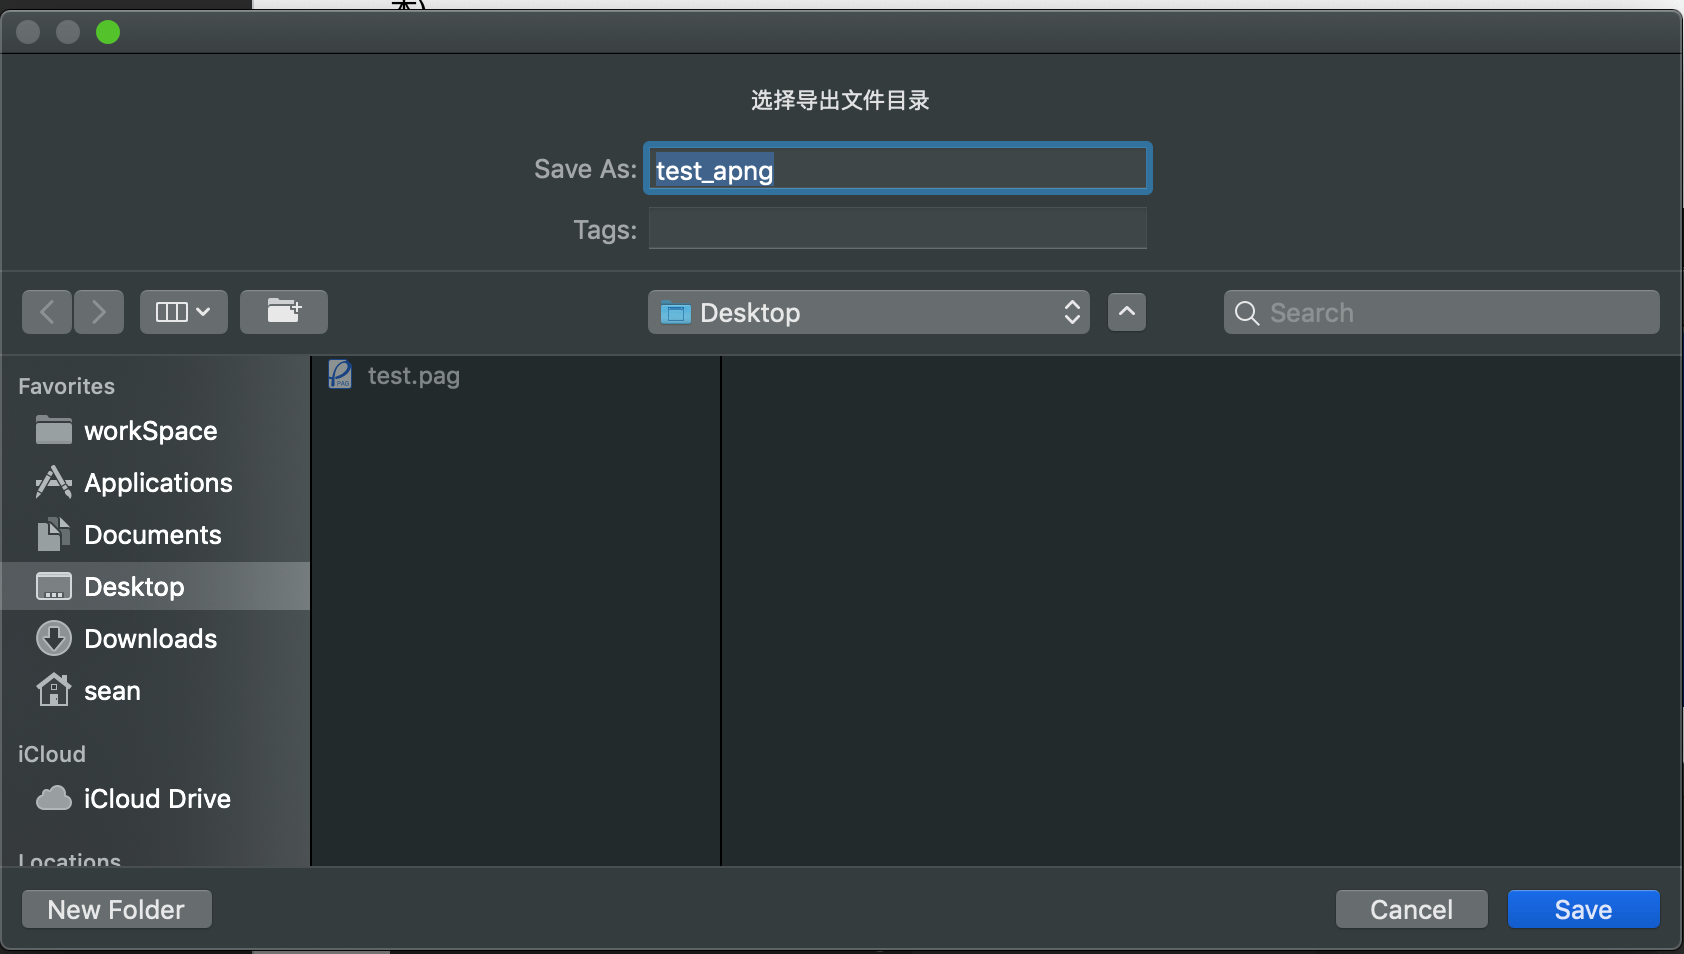 选择导出文件目录
Save As: test_apng
Tags:
Desktop
Search
Favorites
test.pag
workSpace
Applications
Documents
Desktop
Downloads
sean
iCloud
iCloud Drive
Locations
New Folder
Cancel
Save